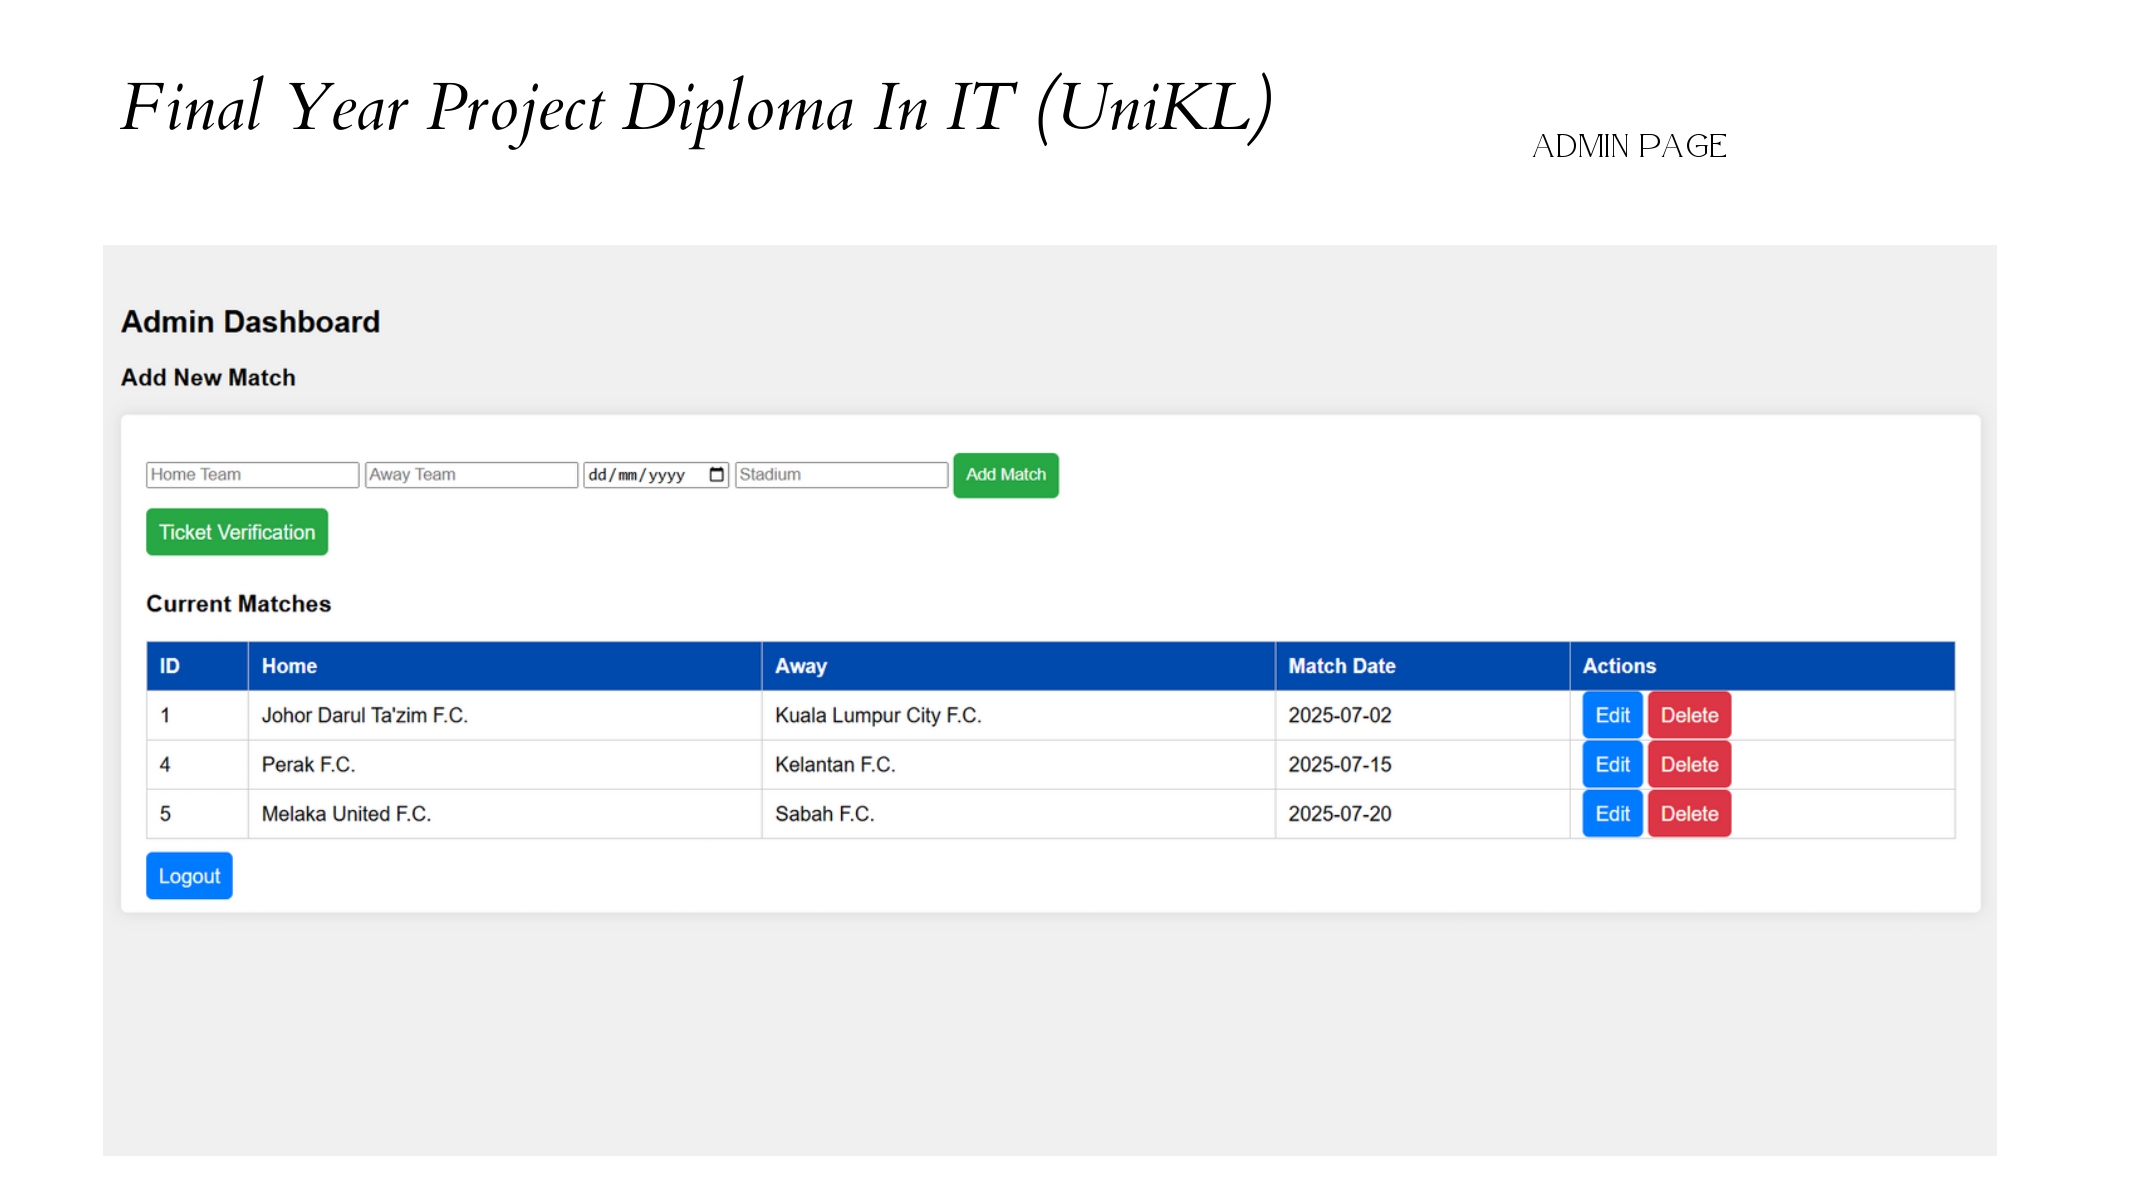 Final Year Project Diploma In IT (UniKL)
ADMIN PAGE
Admin Dashboard
Add New Match
Home Team Away Team dd/mm/yyyy Stadium Add Match
Ticket Verification
Current Matches
ID Home Away Match Date Actions
1 Johor Darul Ta'zim F.C. Kuala Lumpur City F.C. 2025-07-02 Edit Delete
4 Perak F.C. Kelantan F.C. 2025-07-15 Edit Delete
5 Melaka United F.C. Sabah F.C. 2025-07-20 Edit Delete
Logout